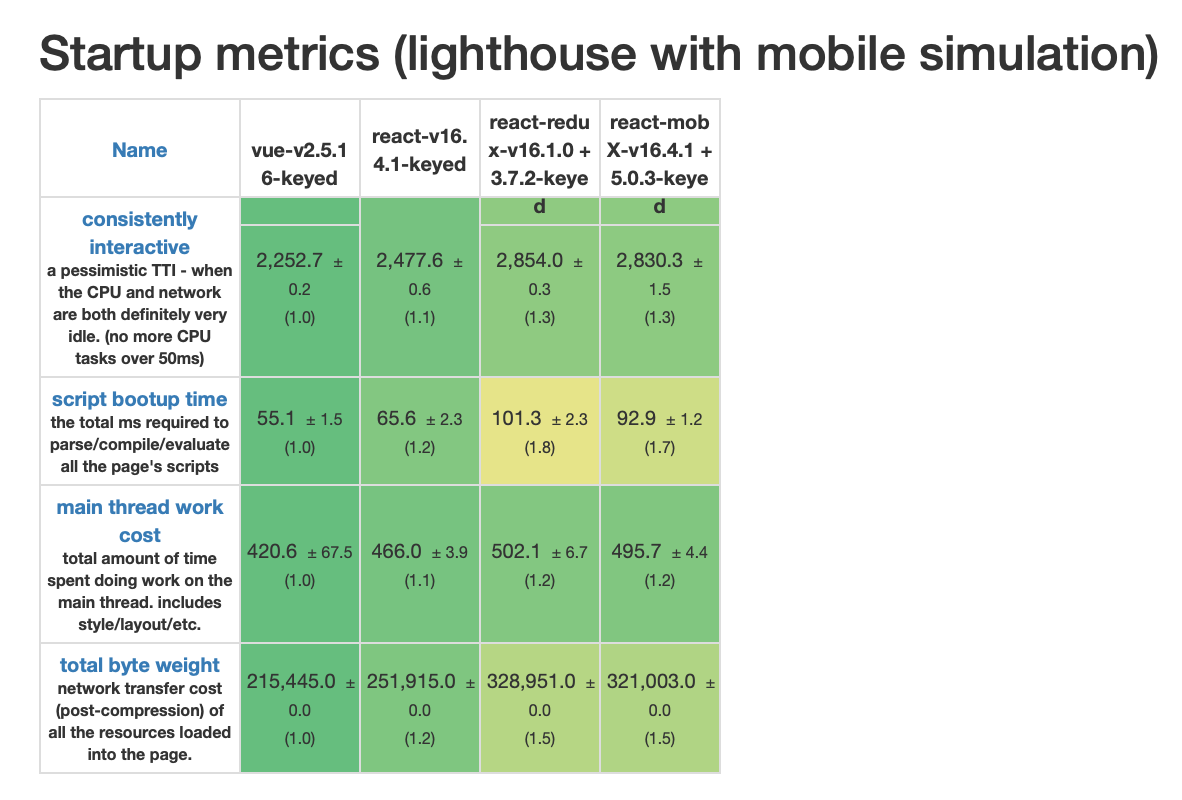 Startup metrics (lighthouse with mobile simulation)
Name
vue-v2.5.1
6-keyed
react-v16.
4.1-keyed
react-redu
x-v16.1.0 +
3.7.2-keye
d
react-mob
X-v16.4.1 +
5.0.3-keye
d
consistently
interactive
a pessimistic TTI - when
the CPU and network
are both definitely very
idle. (no more CPU
tasks over 50ms)
2,252.7 ±
0.2
(1.0)
2,477.6 ±
0.6
(1.1)
2,854.0 ±
0.3
(1.3)
2,830.3 ±
1.5
(1.3)
script bootup time
the total ms required to
parse/compile/evaluate
all the page's scripts
55.1 ± 1.5
(1.0)
65.6 ± 2.3
(1.2)
101.3 ± 2.3
(1.8)
92.9 ± 1.2
(1.7)
main thread work
cost
total amount of time
spent doing work on the
main thread. includes
style/layout/etc.
420.6 ± 67.5
(1.0)
466.0 ± 3.9
(1.1)
502.1 ± 6.7
(1.2)
495.7 ± 4.4
(1.2)
total byte weight
network transfer cost
(post-compression) of
all the resources loaded
into the page.
215,445.0 ±
0.0
(1.0)
251,915.0 ±
0.0
(1.2)
328,951.0 ±
0.0
(1.5)
321,003.0 ±
0.0
(1.5)